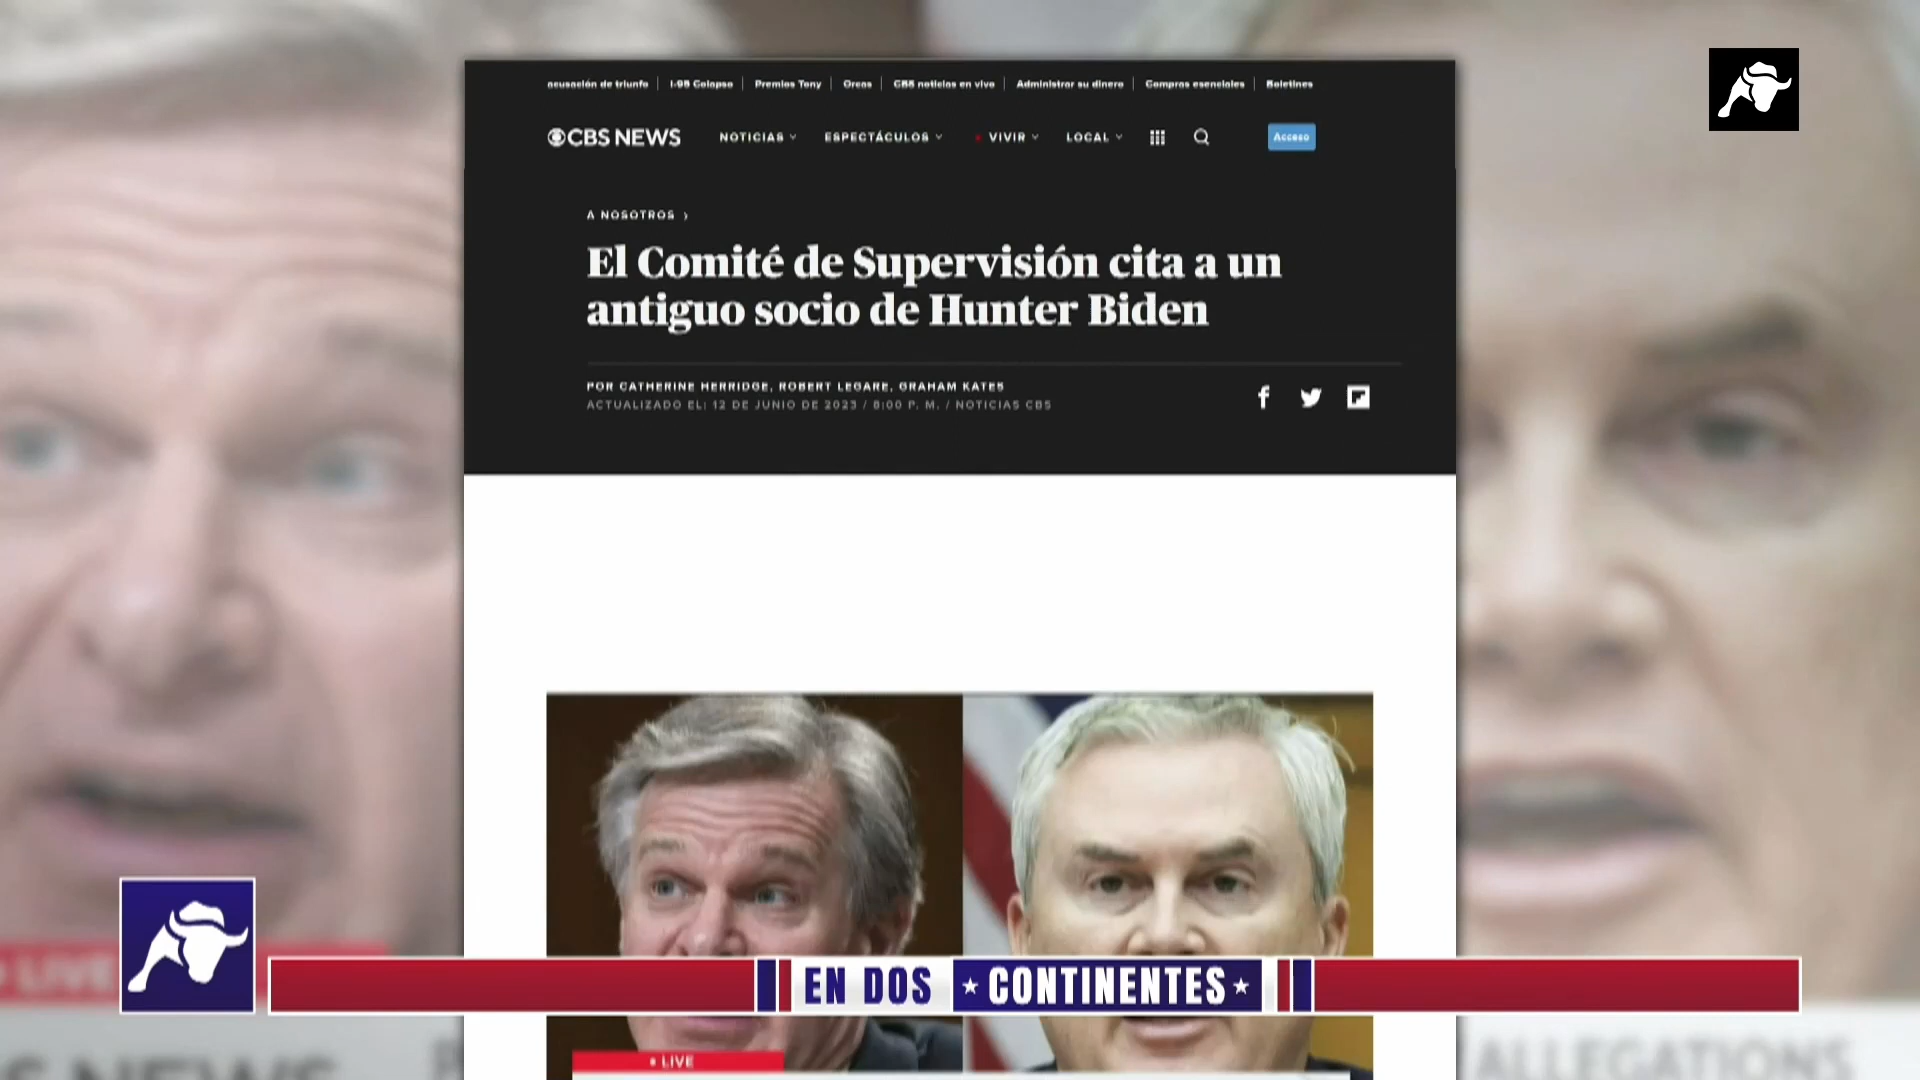 acusación de triunfo
I-95 Colapso
Premios Tony
Orcas
CBS noticias en vivo
Administrar su dinero
Compras esenciales
Boletines
CBS NEWS
NOTICIAS
ESPECTÁCULOS
VIVIR
LOCAL
Acceso
A NOSOTROS ›
El Comité de Supervisión cita a un
antiguo socio de Hunter Biden
POR CATHERINE HERRIDGE, ROBERT LEGARE, GRAHAM KATES
ACTUALIZADO EL: 12 DE JUNIO DE 2023 / 8:00 P. M. / NOTICIAS CBS
LIVE
EN DOS CONTINENTES
LIVE
S NEWS
ALLEGATIONS